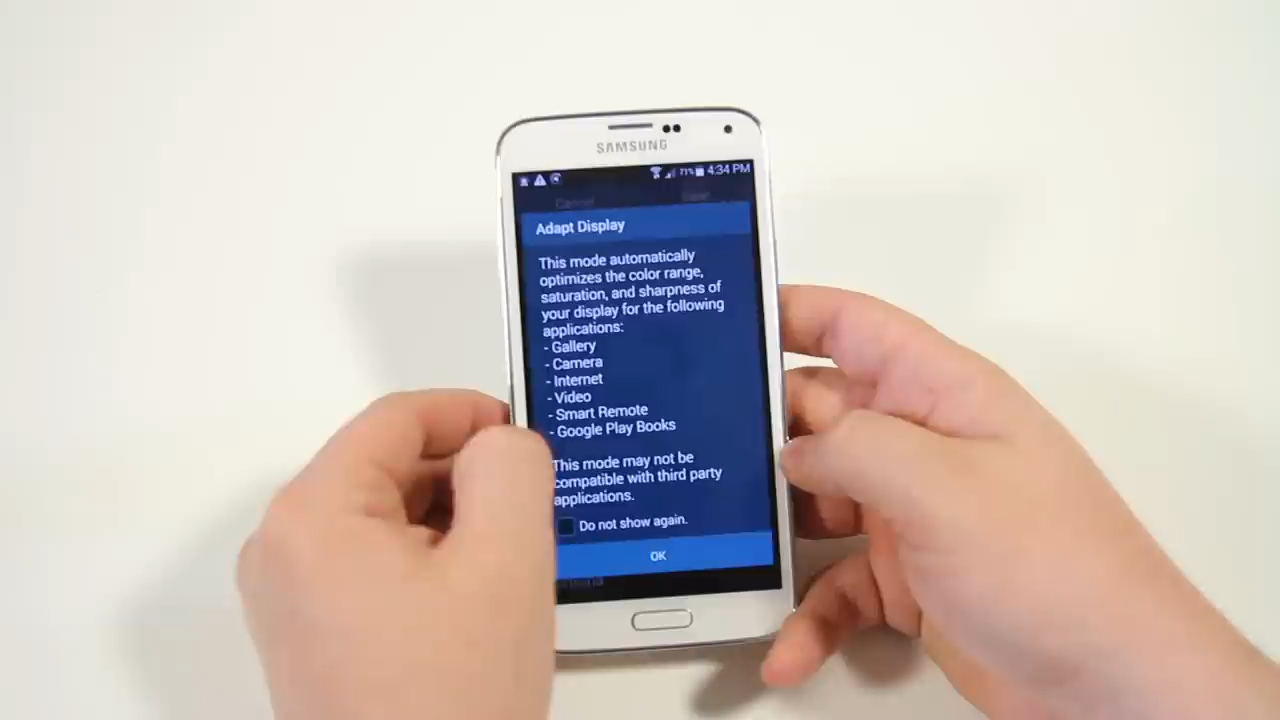 SAMSUNG
71% 4:34 PM
Cancel
Adapt Display
This mode automatically
optimizes the color range,
saturation, and sharpness of
your display for the following
applications:
- Gallery
- Camera
- Internet
- Video
- Smart Remote
- Google Play Books
This mode may not be
compatible with third party
applications.
Do not show again.
OK